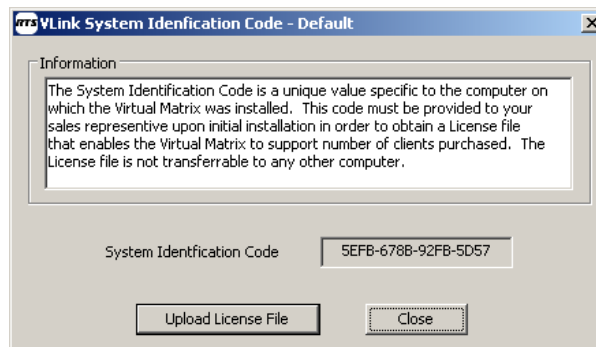 RTS VLink System Idenfication Code - Default
Information
The System Identification Code is a unique value specific to the computer on
which the Virtual Matrix was installed. This code must be provided to your
sales representive upon initial installation in order to obtain a License file
that enables the Virtual Matrix to support number of clients purchased. The
License file is not transferrable to any other computer.
System Identfication Code 5EFB-678B-92FB-5D57
Upload License File Close